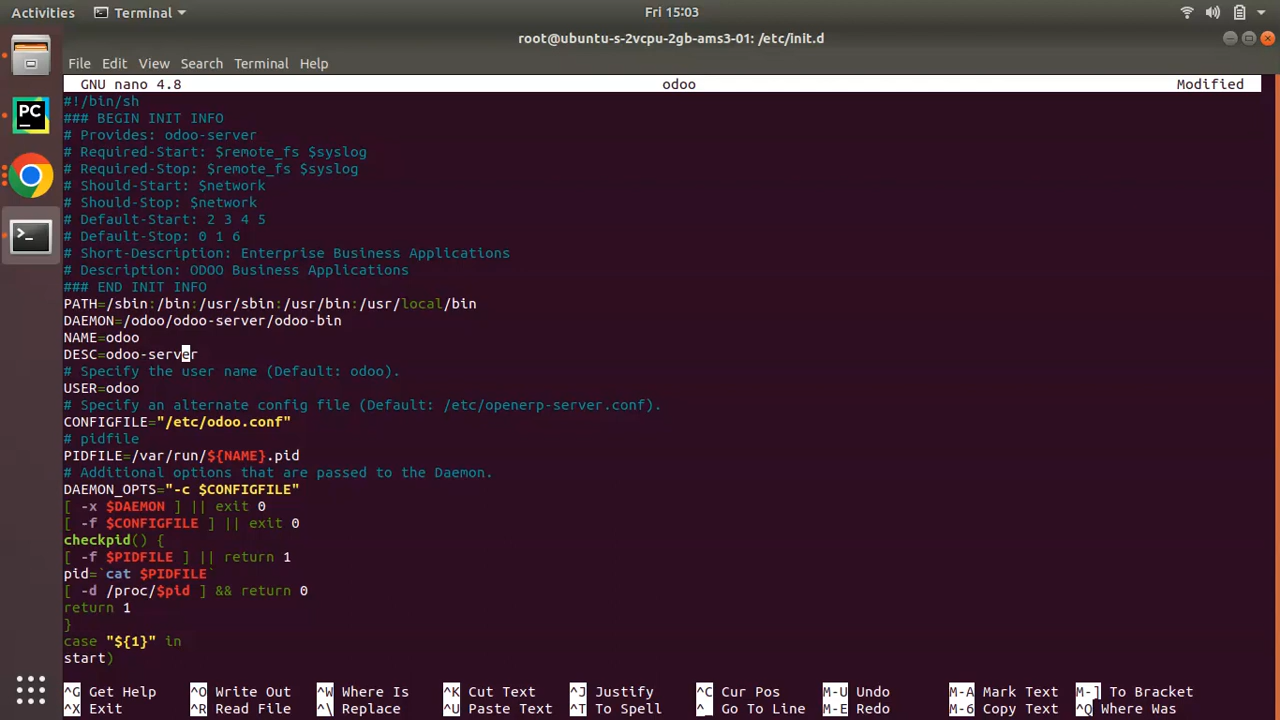 Activities Terminal Fri 15:03
root@ubuntu-s-2vcpu-2gb-ams3-01: /etc/init.d
File Edit View Search Terminal Help
GNU nano 4.8 odoo Modified
#!/bin/sh
### BEGIN INIT INFO
# Provides: odoo-server
# Required-Start: $remote_fs $syslog
# Required-Stop: $remote_fs $syslog
# Should-Start: $network
# Should-Stop: $network
# Default-Start: 2 3 4 5
# Default-Stop: 0 1 6
# Short-Description: Enterprise Business Applications
# Description: ODOO Business Applications
### END INIT INFO
PATH=/sbin:/bin:/usr/sbin:/usr/bin:/usr/local/bin
DAEMON=/odoo/odoo-server/odoo-bin
NAME=odoo
DESC=odoo-server
# Specify the user name (Default: odoo).
USER=odoo
# Specify an alternate config file (Default: /etc/openerp-server.conf).
CONFIGFILE="/etc/odoo.conf"
# pidfile
PIDFILE=/var/run/${NAME}.pid
# Additional options that are passed to the Daemon.
DAEMON_OPTS="-c $CONFIGFILE"
[ -x $DAEMON ] || exit 0
[ -f $CONFIGFILE ] || exit 0
checkpid() {
[ -f $PIDFILE ] || return 1
pid=`cat $PIDFILE`
[ -d /proc/$pid ] && return 0
return 1
}
case "${1}" in
start)
^G Get Help ^O Write Out ^W Where Is ^K Cut Text ^J Justify ^C Cur Pos M-U Undo M-A Mark Text M-] To Bracket
^X Exit ^R Read File ^\ Replace ^U Paste Text ^T To Spell ^_ Go To Line M-E Redo M-6 Copy Text ^Q Where Was
PC